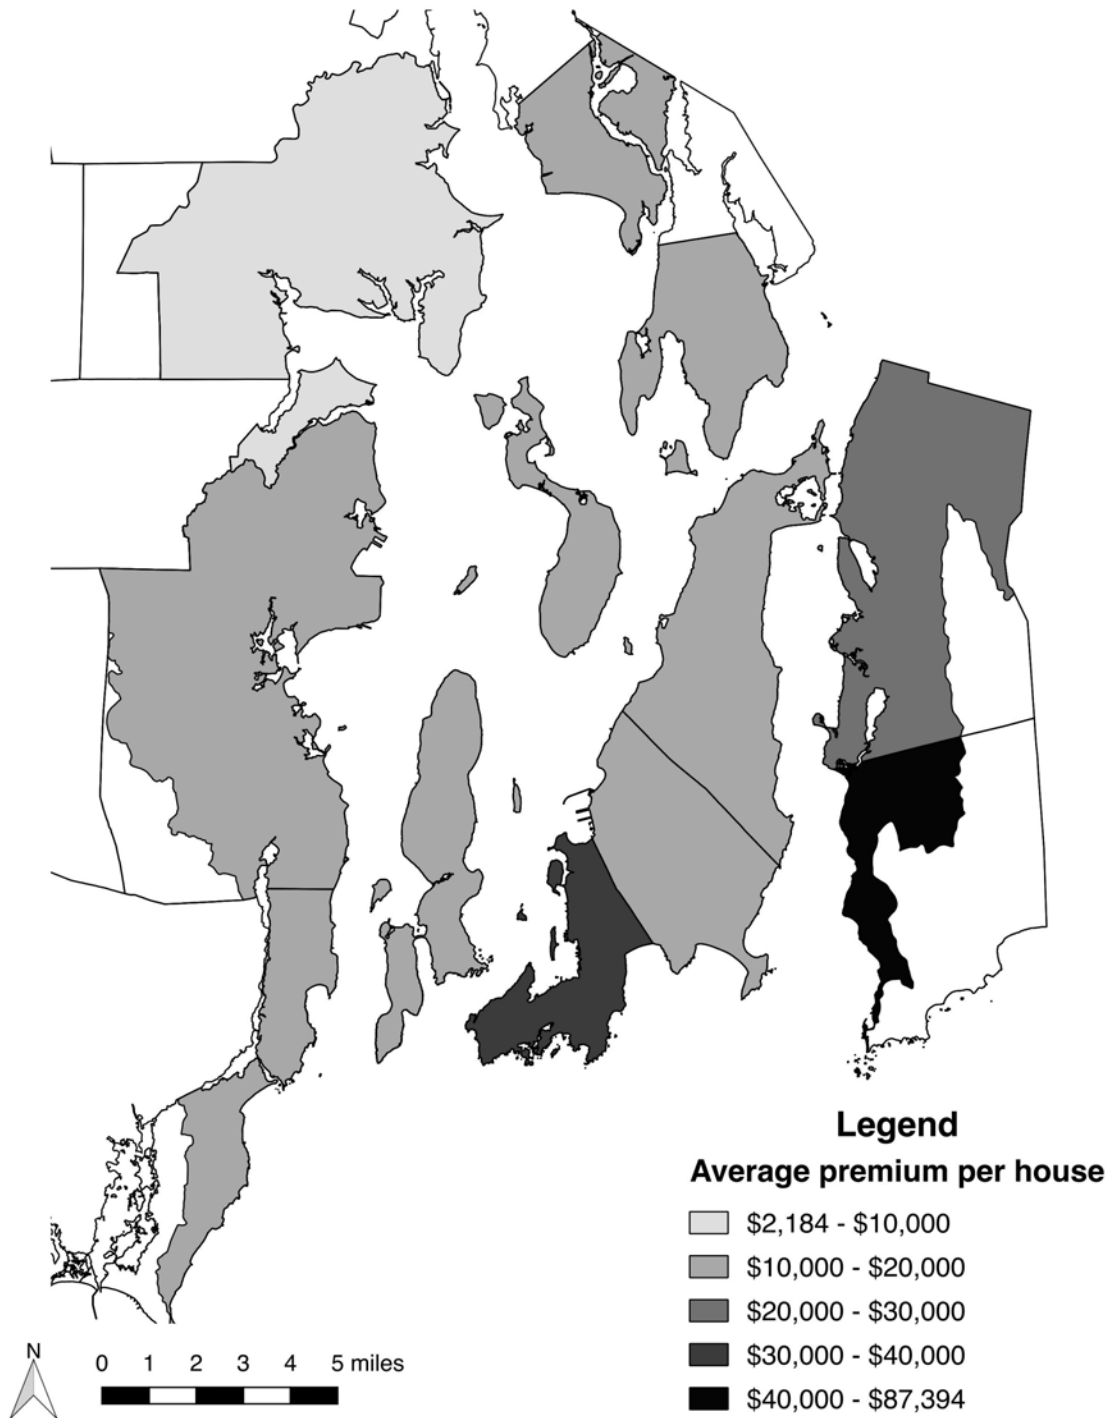 Legend
Average premium per house
$2,184 - $10,000
$10,000 - $20,000
$20,000 - $30,000
$30,000 - $40,000
$40,000 - $87,394
N
0 1 2 3 4 5 miles